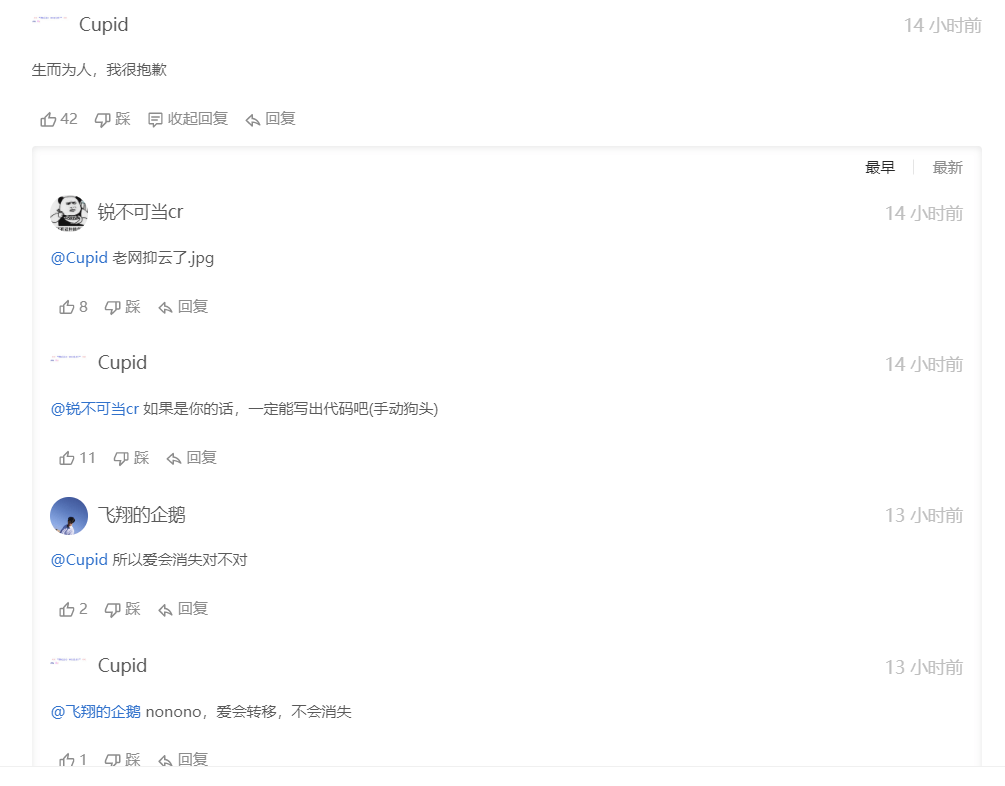 Cupid 14 小时前
生而为人，我很抱歉
42 踩 收起回复 回复
最早 最新
锐不可当cr 14 小时前
@Cupid 老网抑云了.jpg
8 踩 回复
Cupid 14 小时前
@锐不可当cr 如果是你的话，一定能写出代码吧(手动狗头)
11 踩 回复
飞翔的企鹅 13 小时前
@Cupid 所以爱会消失对不对
2 踩 回复
Cupid 13 小时前
@飞翔的企鹅 nonono，爱会转移，不会消失
1 踩 回复